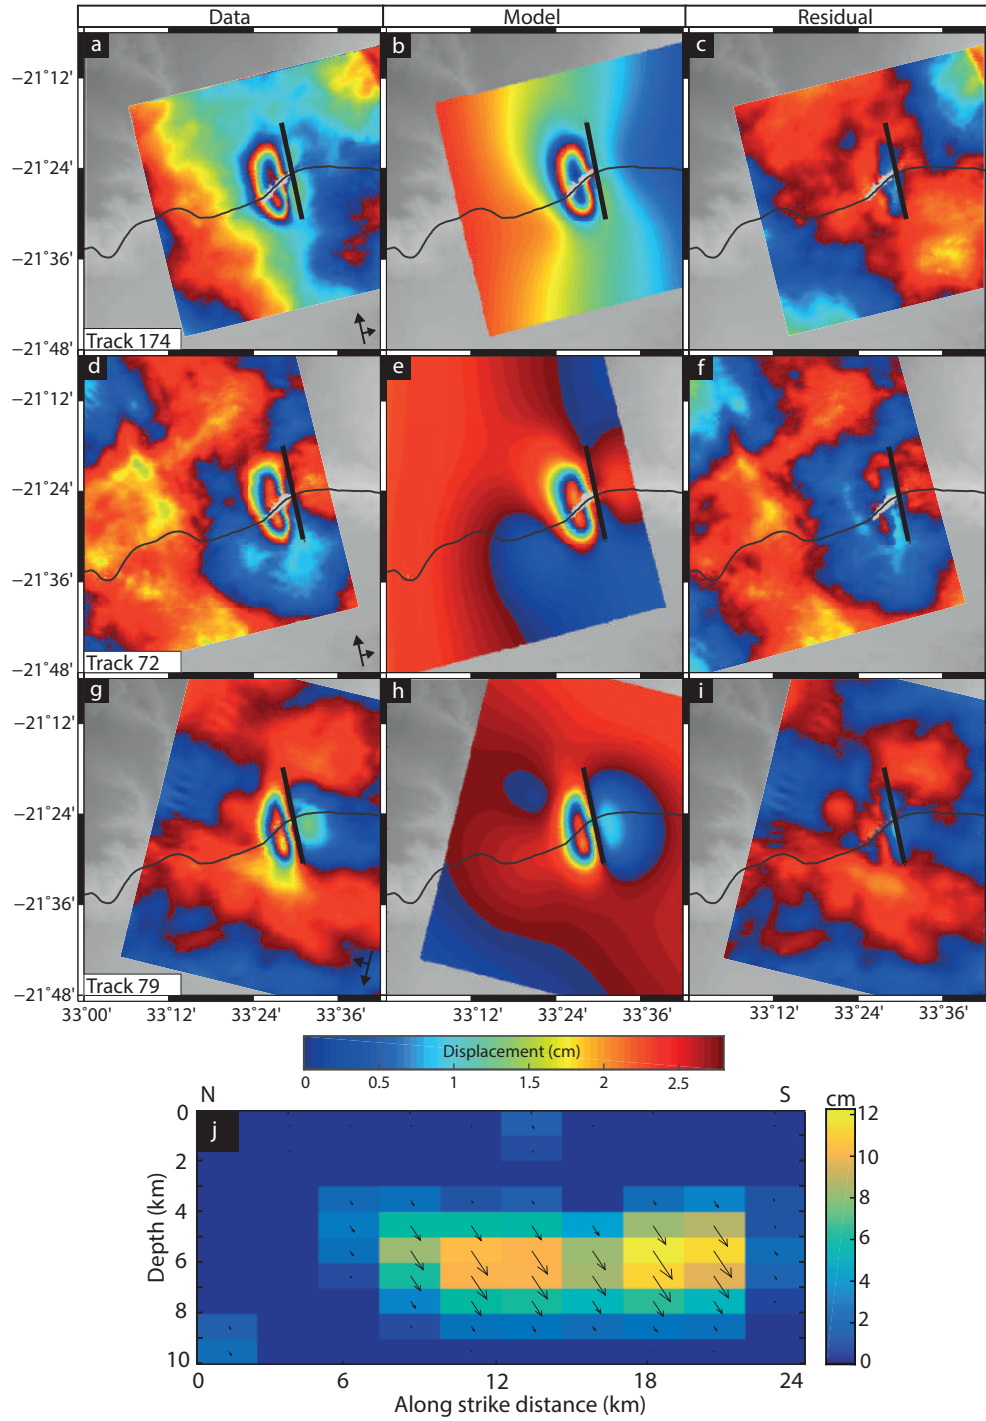 Data Model Residual
a b c
−21˚12'
−21˚24'
−21˚36'
−21˚48'
Track 174
d e f
−21˚12'
−21˚24'
−21˚36'
−21˚48'
Track 72
g h i
−21˚12'
−21˚24'
−21˚36'
−21˚48'
Track 79
33˚00' 33˚12' 33˚24' 33˚36' 33˚12' 33˚24' 33˚36' 33˚12' 33˚24' 33˚36'
Displacement (cm)
0 0.5 1 1.5 2 2.5
N S
j
cm
0
2
4
6
8
10
Depth (km)
12
10
8
6
4
2
0
0 6 12 18 24
Along strike distance (km)